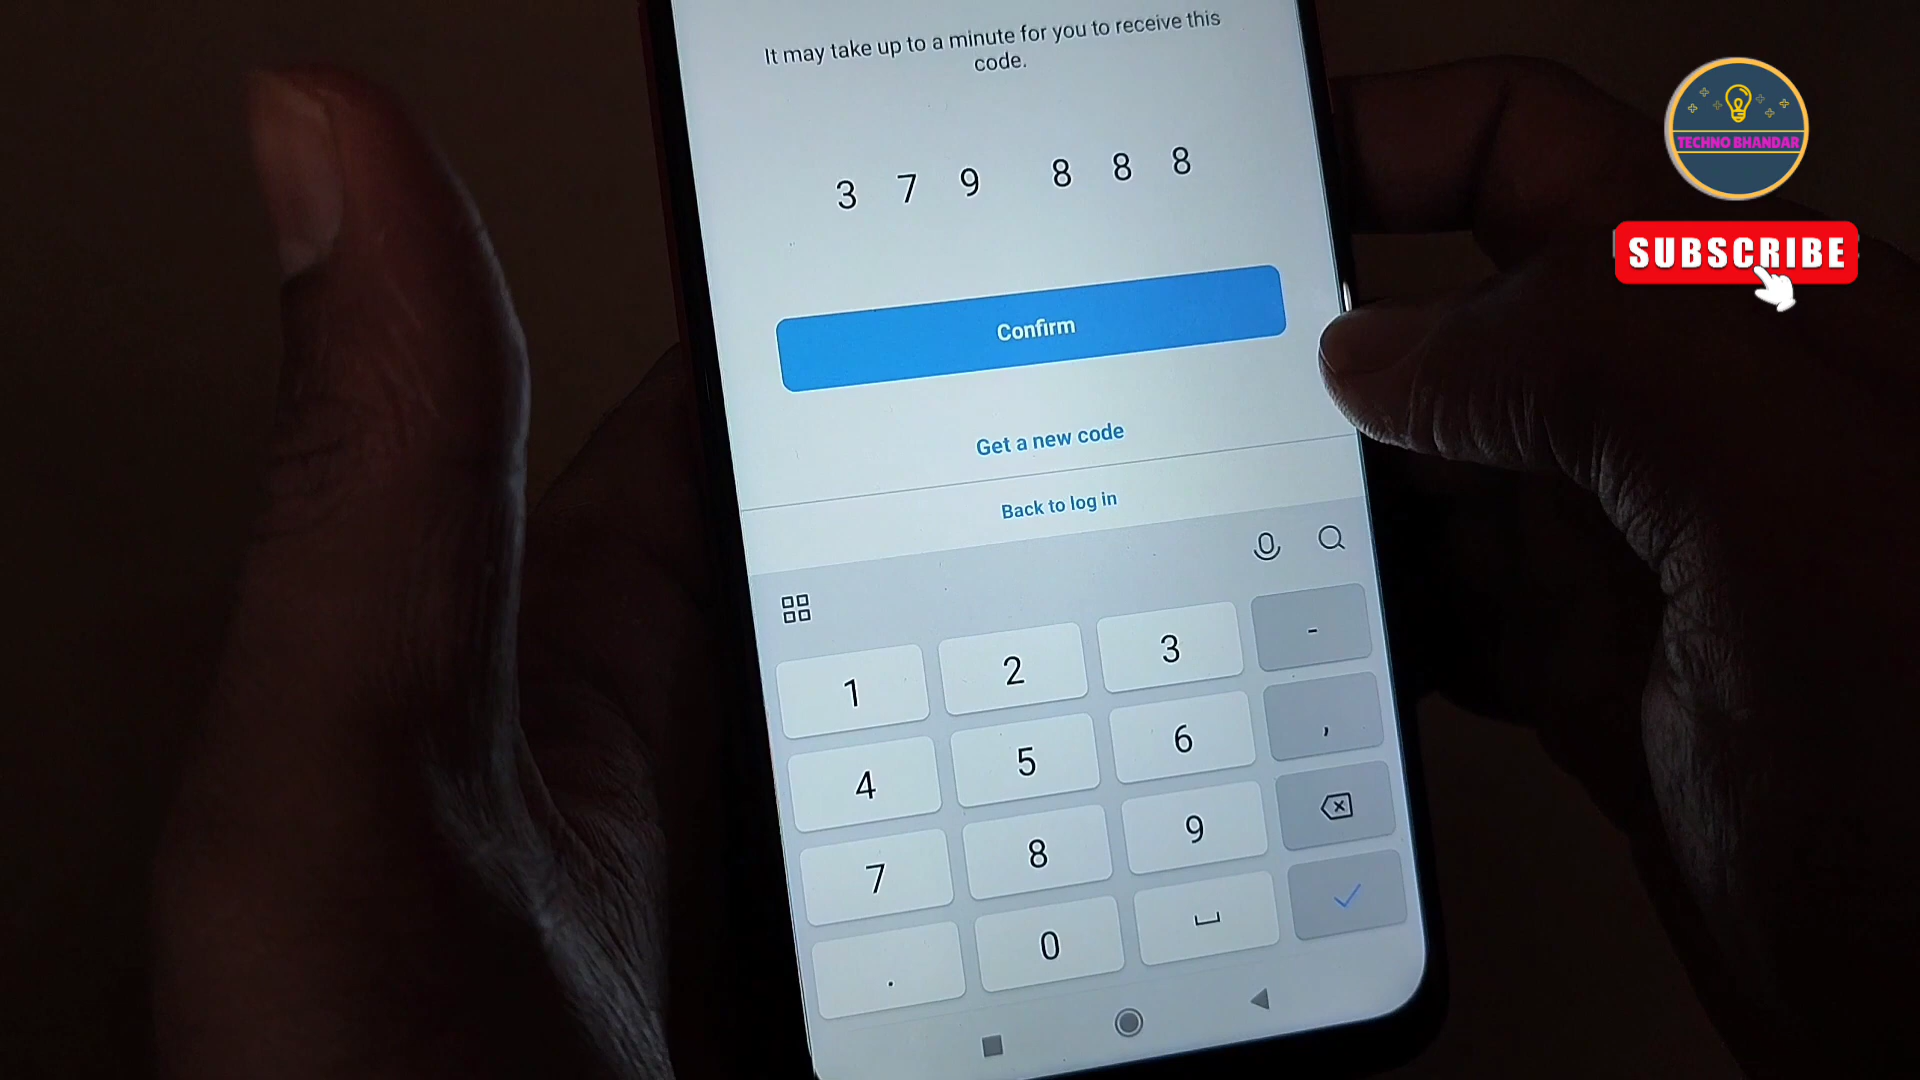 It may take up to a minute for you to receive this
code.
3 7 9 8 8 8
Confirm
Get a new code
Back to log in
1 2 3 -
4 5 6 ,
7 8 9
. 0
TECHNO BHANDAR
SUBSCRIBE